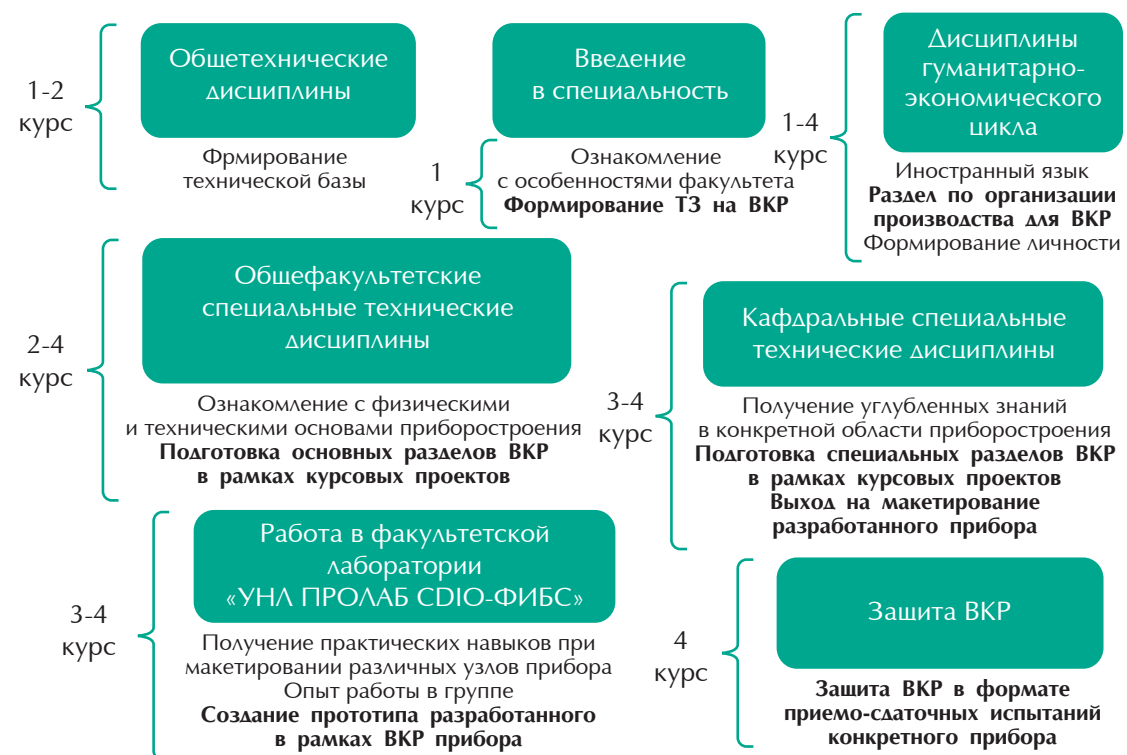 1-2
курс
Общетехнические
дисциплины
Фрмирование
технической базы
Введение
в специальность
1
курс
Ознакомление
с особенностями факультета
Формирование ТЗ на ВКР
1-4
курс
Дисциплины
гуманитарно-
экономического
цикла
Иностранный язык
Раздел по организации
производства для ВКР
Формирование личности
2-4
курс
Общефакультетские
специальные технические
дисциплины
Ознакомление с физическими
и техническими основами приборостроения
Подготовка основных разделов ВКР
в рамках курсовых проектов
3-4
курс
Кафдральные специальные
технические дисциплины
Получение углубленных знаний
в конкретной области приборостроения
Подготовка специальных разделов ВКР
в рамках курсовых проектов
Выход на макетирование
разработанного прибора
3-4
курс
Работа в факультетской
лаборатории
«УНЛ ПРОЛАБ CDIO-ФИБС»
Получение практических навыков при
макетировании различных узлов прибора
Опыт работы в группе
Создание прототипа разработанного
в рамках ВКР прибора
4
курс
Защита ВКР
Защита ВКР в формате
приемо-сдаточных испытаний
конкретного прибора